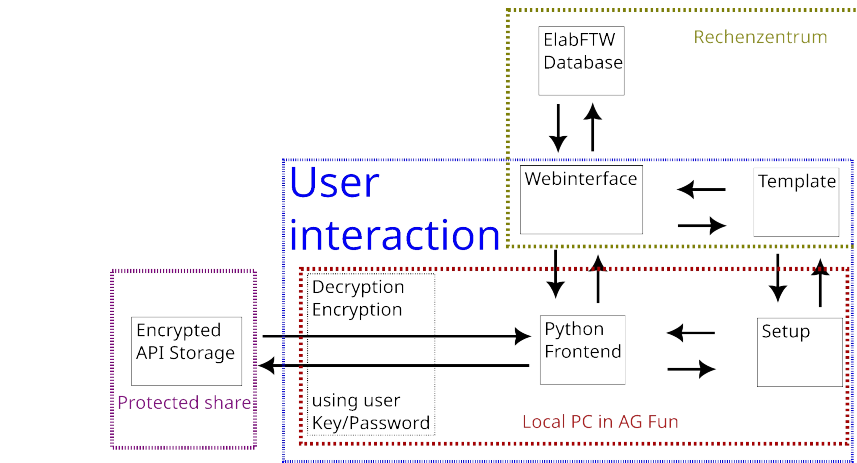 ElabFTW
Database
Rechenzentrum
User
interaction
Webinterface
Template
Decryption
Encryption
Encrypted
API Storage
Python
Frontend
Setup
Protected share
using user
Key/Password
Local PC in AG Fun